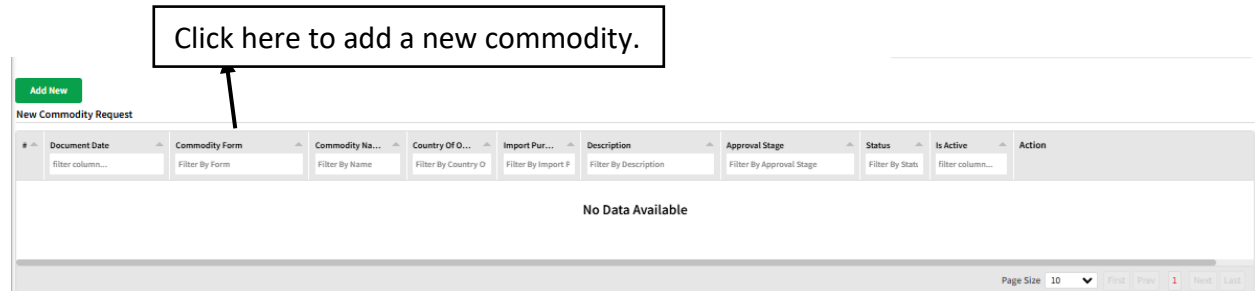 Click here to add a new commodity.
Add New
New Commodity Request
# Document Date Commodity Form Commodity Na... Country Of O... Import Pur... Description Approval Stage Status Is Active Action
filter column... Filter By Form Filter By Name Filter By Country O Filter By Import F Filter By Description Filter By Approval Stage Filter By Statu filter column...
No Data Available
Page Size 10 First Prev 1 Next Last